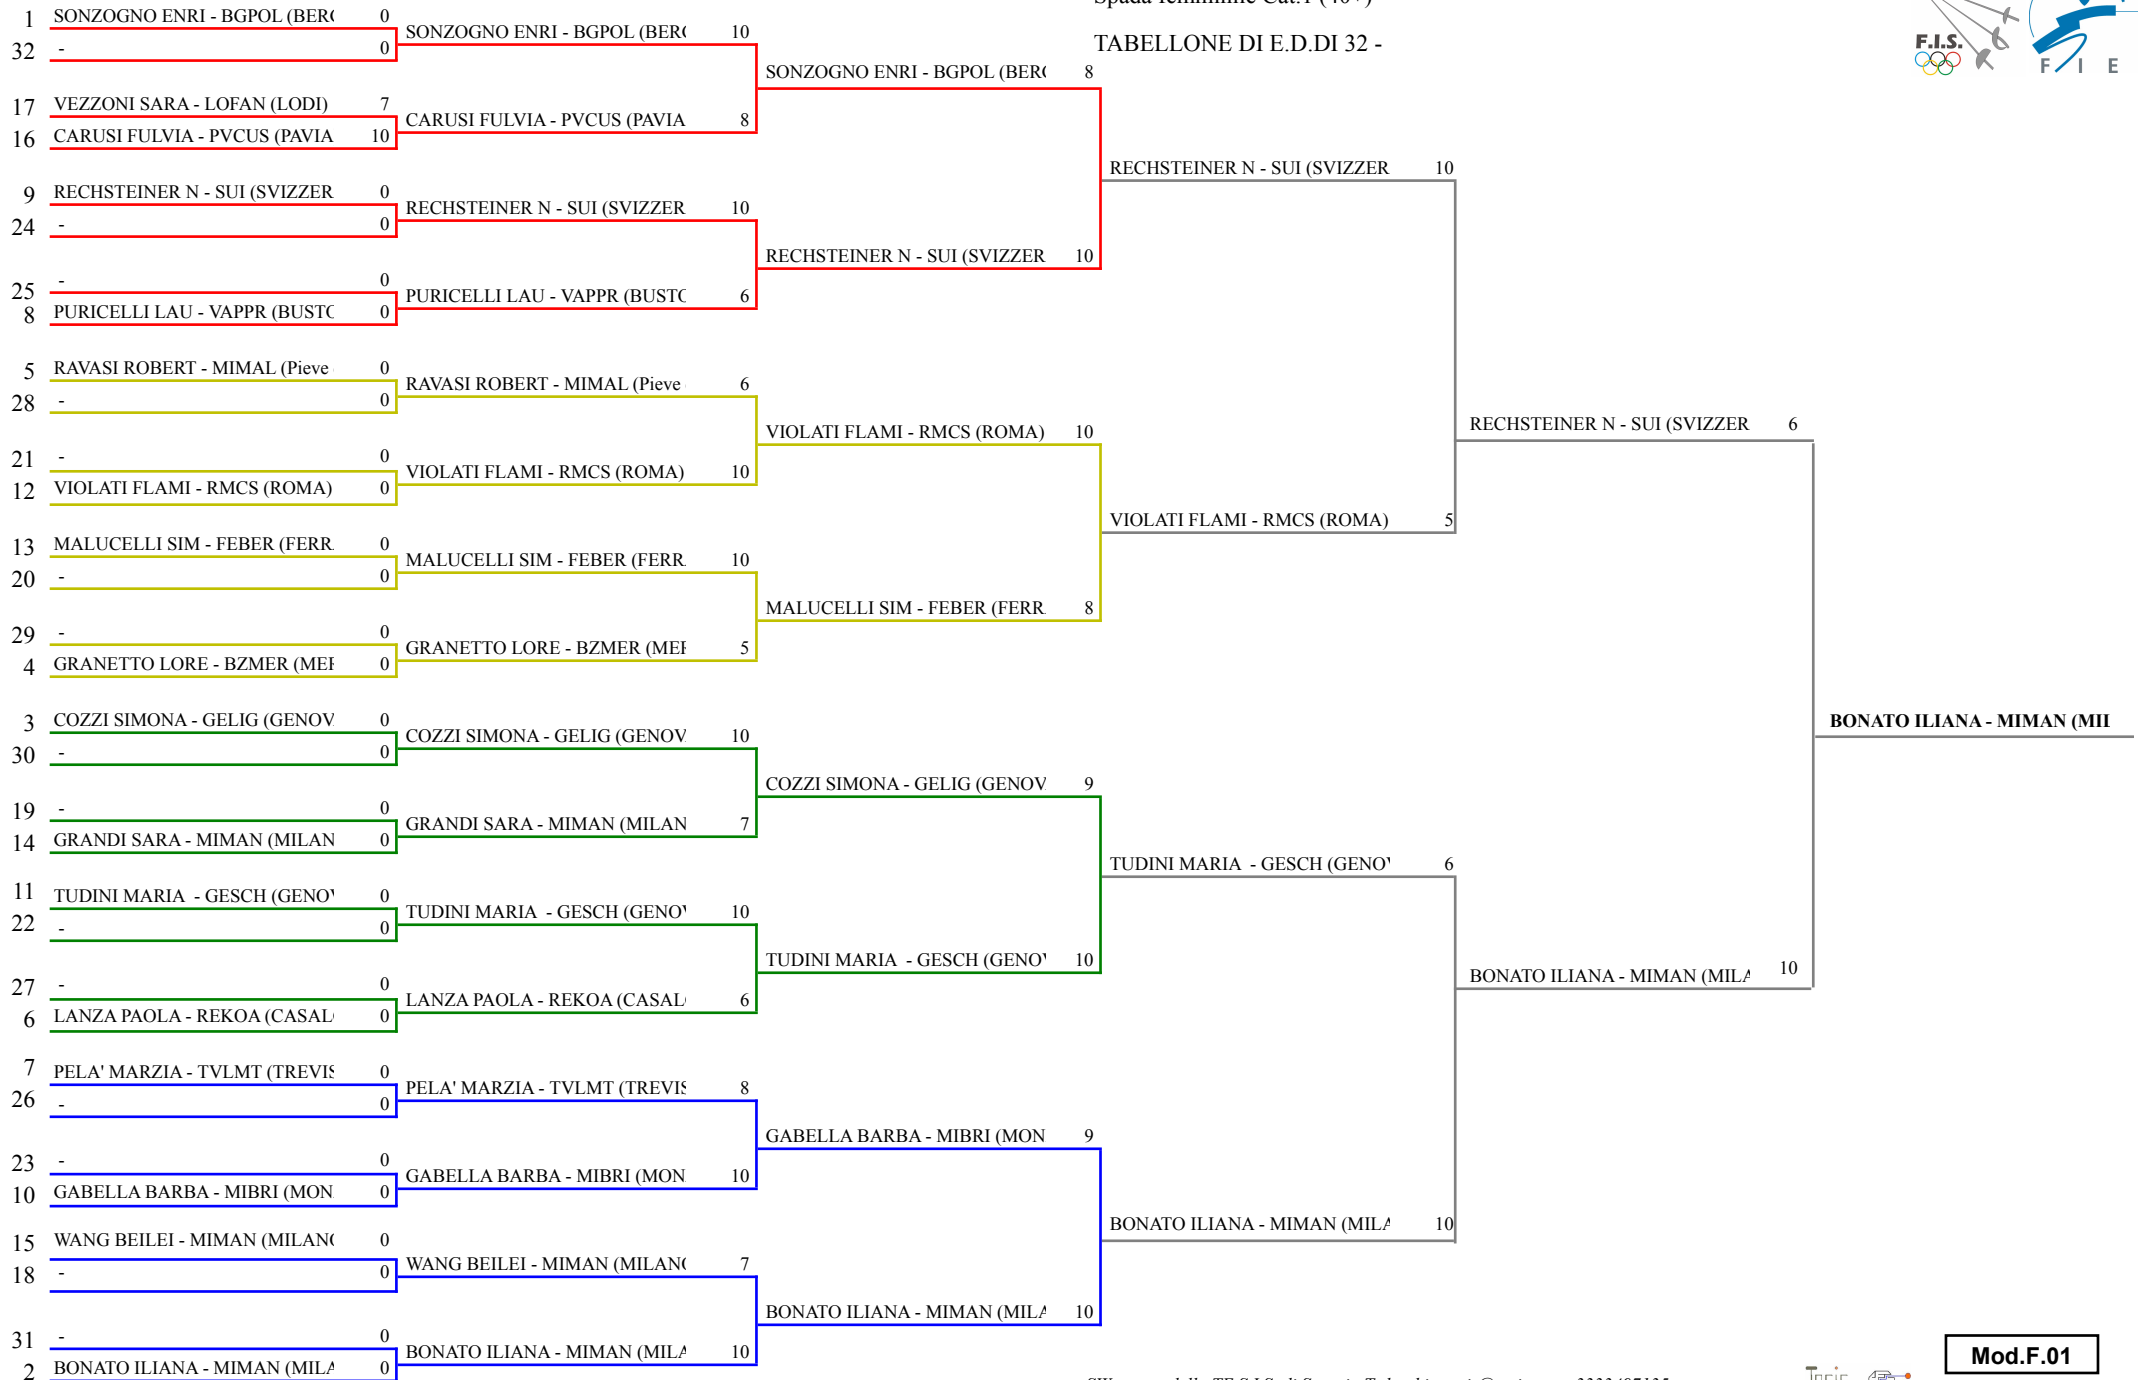 TABELLONE DI E.D.DI 32 -
F.I.S.
F I E
1 SONZOGNO ENRI - BGPOL (BER 0
32 - 0
17 VEZZONI SARA - LOFAN (LODI) 7
16 CARUSI FULVIA - PVCUS (PAVIA 10
9 RECHSTEINER N - SUI (SVIZZER 0
24 - 0
25 - 0
8 PURICELLI LAU - VAPPR (BUSTO 0
5 RAVASI ROBERT - MIMAL (Pieve 0
28 - 0
21 - 0
12 VIOLATI FLAMI - RMCS (ROMA) 0
13 MALUCELLI SIM - FEBER (FERR 0
20 - 0
29 - 0
4 GRANETTO LORE - BZMER (MER 0
3 COZZI SIMONA - GELIG (GENOV 0
30 - 0
19 - 0
14 GRANDI SARA - MIMAN (MILAN 0
11 TUDINI MARIA - GESCH (GENO 0
22 - 0
27 - 0
6 LANZA PAOLA - REKOA (CASAL 0
7 PELA' MARZIA - TVLMT (TREVIS 0
26 - 0
23 - 0
10 GABELLA BARBA - MIBRI (MON 0
15 WANG BEILEI - MIMAN (MILAN 0
18 - 0
31 - 0
2 BONATO ILIANA - MIMAN (MILA 0
SONZOGNO ENRI - BGPOL (BER 10
CARUSI FULVIA - PVCUS (PAVIA 8
RECHSTEINER N - SUI (SVIZZER 10
PURICELLI LAU - VAPPR (BUSTO 6
RAVASI ROBERT - MIMAL (Pieve 6
VIOLATI FLAMI - RMCS (ROMA) 10
MALUCELLI SIM - FEBER (FERR 10
GRANETTO LORE - BZMER (MER 5
COZZI SIMONA - GELIG (GENOV 10
GRANDI SARA - MIMAN (MILAN 7
TUDINI MARIA - GESCH (GENO 10
LANZA PAOLA - REKOA (CASAL 6
PELA' MARZIA - TVLMT (TREVIS 8
GABELLA BARBA - MIBRI (MON 10
WANG BEILEI - MIMAN (MILAN 7
BONATO ILIANA - MIMAN (MILA 10
SONZOGNO ENRI - BGPOL (BER 8
RECHSTEINER N - SUI (SVIZZER 10
VIOLATI FLAMI - RMCS (ROMA) 10
MALUCELLI SIM - FEBER (FERR 8
COZZI SIMONA - GELIG (GENOV 9
TUDINI MARIA - GESCH (GENO 10
GABELLA BARBA - MIBRI (MON 9
BONATO ILIANA - MIMAN (MILA 10
RECHSTEINER N - SUI (SVIZZER 10
VIOLATI FLAMI - RMCS (ROMA) 5
TUDINI MARIA - GESCH (GENO 6
BONATO ILIANA - MIMAN (MILA 10
RECHSTEINER N - SUI (SVIZZER 6
BONATO ILIANA - MIMAN (MILA 10
BONATO ILIANA - MIMAN (MIL
Mod.F.01